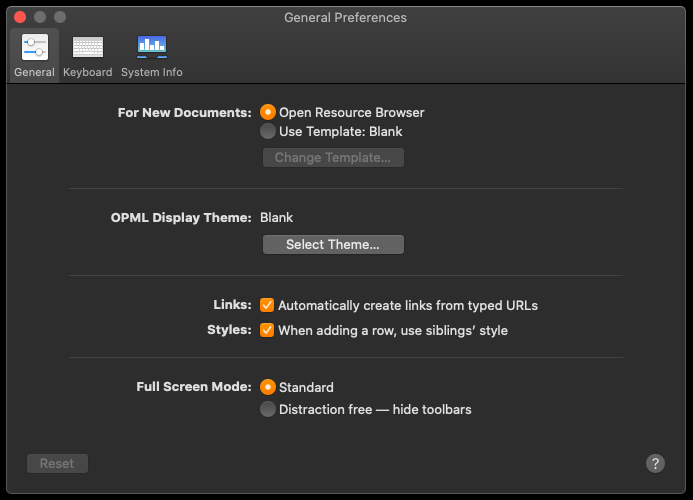 General Preferences
General Keyboard System Info
For New Documents: Open Resource Browser
Use Template: Blank
Change Template...
OPML Display Theme: Blank
Select Theme...
Links: Automatically create links from typed URLs
Styles: When adding a row, use siblings’ style
Full Screen Mode: Standard
Distraction free — hide toolbars
Reset ?